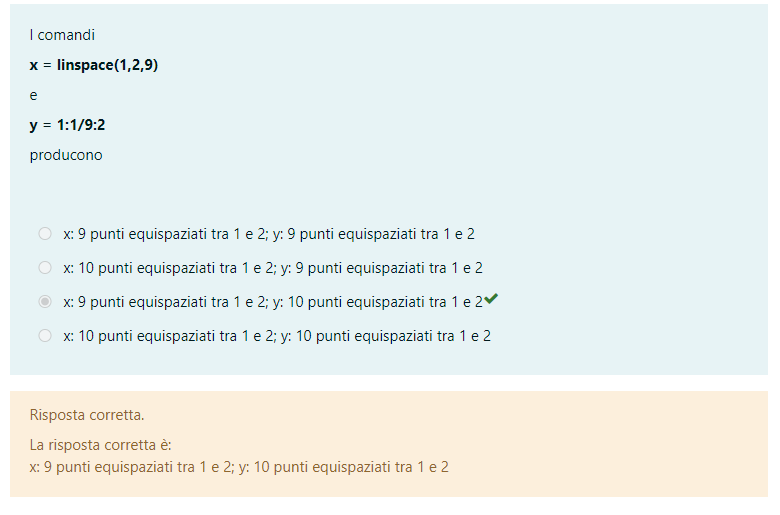 I comandi
x = linspace(1,2,9)
e
y = 1:1/9:2
producono
x: 9 punti equispaziati tra 1 e 2; y: 9 punti equispaziati tra 1 e 2
x: 10 punti equispaziati tra 1 e 2; y: 9 punti equispaziati tra 1 e 2
x: 9 punti equispaziati tra 1 e 2; y: 10 punti equispaziati tra 1 e 2
x: 10 punti equispaziati tra 1 e 2; y: 10 punti equispaziati tra 1 e 2
Risposta corretta.
La risposta corretta è:
x: 9 punti equispaziati tra 1 e 2; y: 10 punti equispaziati tra 1 e 2